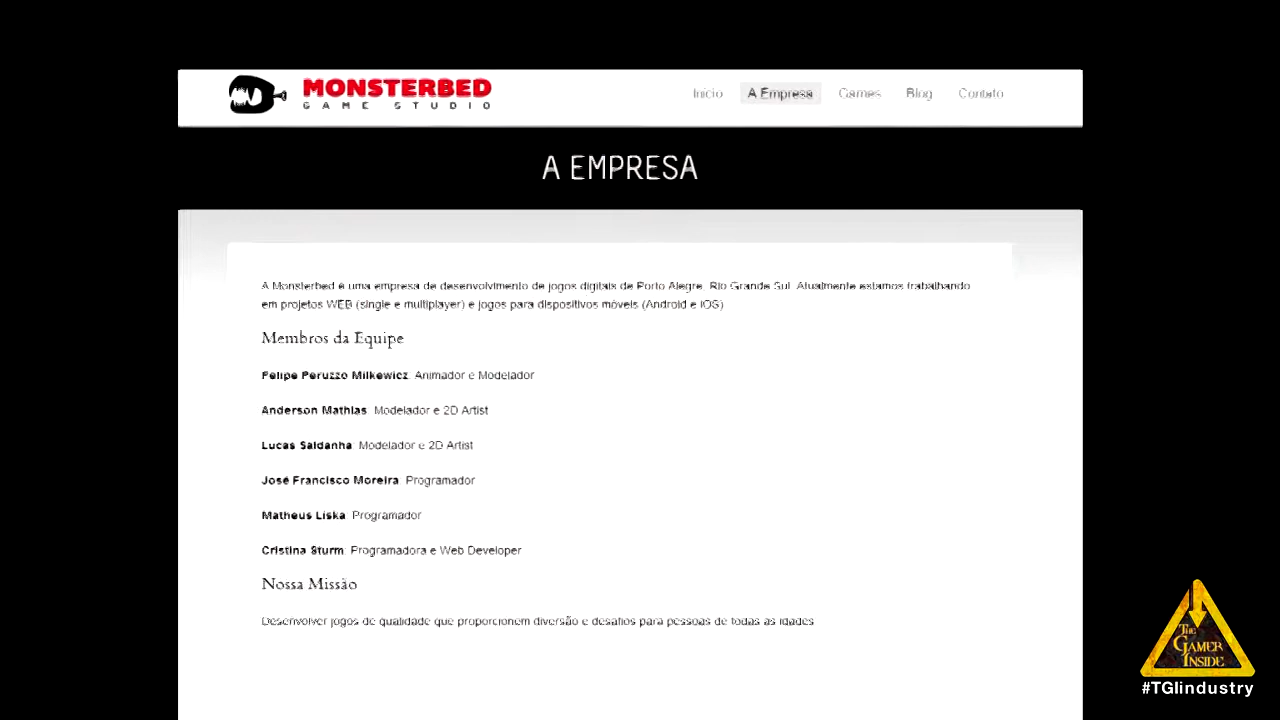 MONSTERBED
GAME STUDIO
Início A Empresa Games Blog Contato
A EMPRESA
A Monsterbed é uma empresa de desenvolvimento de jogos digitais de Porto Alegre, Rio Grande Sul. Atualmente estamos trabalhando
em projetos WEB (single e multiplayer) e jogos para dispositivos móveis (Android e iOS)
Membros da Equipe
Felipe Peruzzo Milkewicz: Animador e Modelador
Anderson Mathias: Modelador e 2D Artist
Lucas Saldanha: Modelador e 2D Artist
José Francisco Moreira: Programador
Matheus Liska: Programador
Cristina Sturm: Programadora e Web Developer
Nossa Missão
Desenvolver jogos de qualidade que proporcionem diversão e desafios para pessoas de todas as idades
THE
GAMER
INSIDE
#TGIindustry